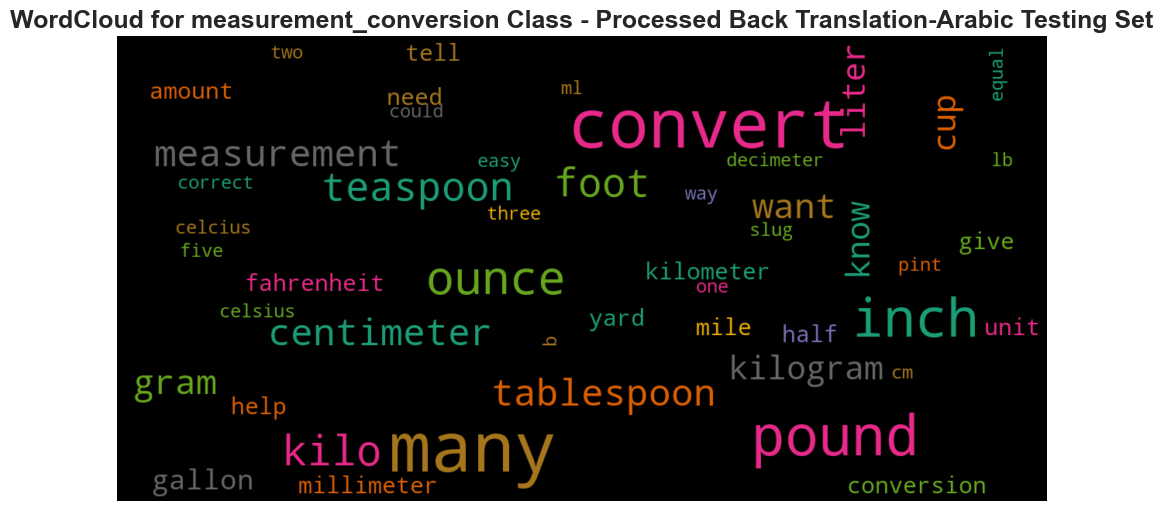 WordCloud for measurement_conversion Class - Processed Back Translation-Arabic Testing Set
two
tell
amount
need
could
ml
convert
liter
cup
equal
measurement
easy
decimeter
lb
correct
teaspoon
foot
way
want
three
celcius
slug
know
give
five
fahrenheit
ounce
kilometer
one
pint
celsius
centimeter
b
yard
mile
half
inch
unit
gram
help
tablespoon
kilogram
cm
kilo
many
pound
gallon
millimeter
conversion